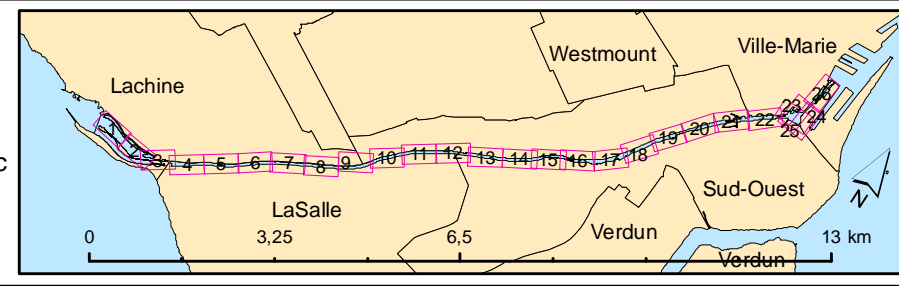 Westmount
Ville-Marie
Lachine
1 2 3 4 5 6 7 8 9 10 11 12 13 14 15 16 17 18 19 20 21 22 23 24 25 26
c
LaSalle
Sud-Ouest
Verdun
N
0 3,25 6,5 13 km
Verdun